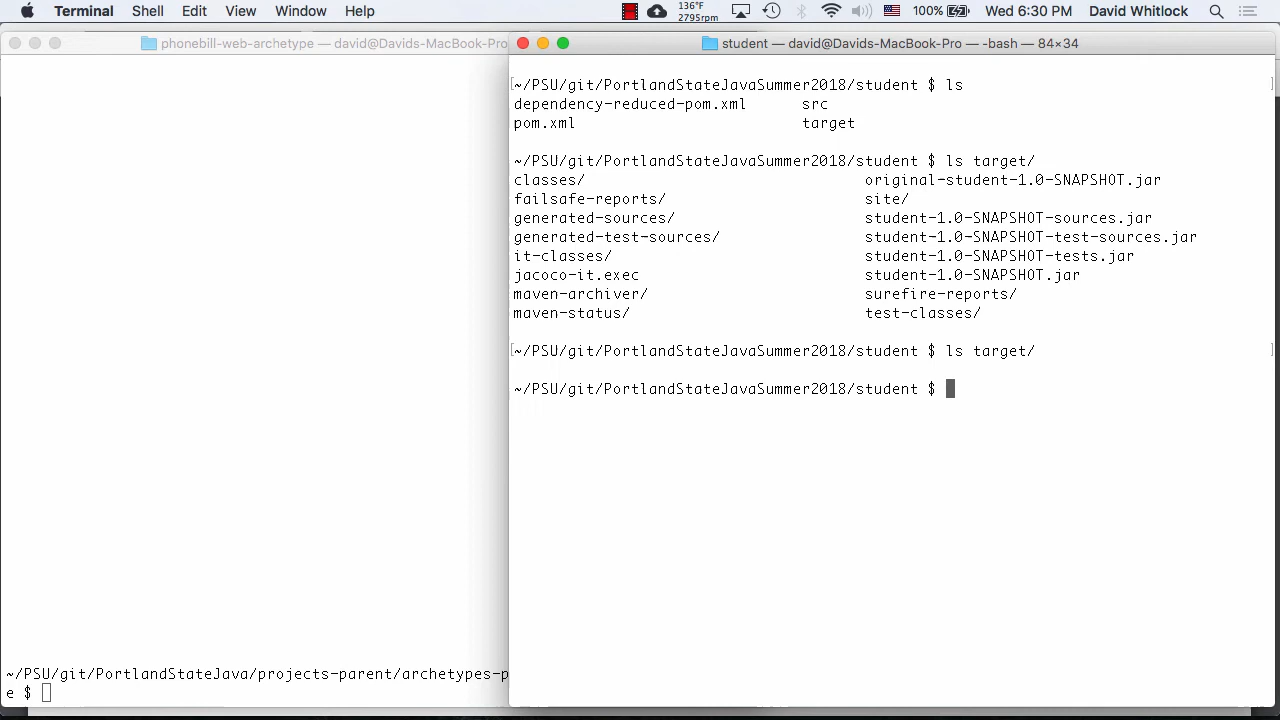 Terminal Shell Edit View Window Help 136°F 2795rpm 100% Wed 6:30 PM David Whitlock
phonebill-web-archetype — david@Davids-MacBook-Pro
student — david@Davids-MacBook-Pro — -bash — 84×34
~/PSU/git/PortlandStateJavaSummer2018/student $ ls
dependency-reduced-pom.xml src
pom.xml target
~/PSU/git/PortlandStateJavaSummer2018/student $ ls target/
classes/ original-student-1.0-SNAPSHOT.jar
failsafe-reports/ site/
generated-sources/ student-1.0-SNAPSHOT-sources.jar
generated-test-sources/ student-1.0-SNAPSHOT-test-sources.jar
it-classes/ student-1.0-SNAPSHOT-tests.jar
jacoco-it.exec student-1.0-SNAPSHOT.jar
maven-archiver/ surefire-reports/
maven-status/ test-classes/
~/PSU/git/PortlandStateJavaSummer2018/student $ ls target/
~/PSU/git/PortlandStateJavaSummer2018/student $
~/PSU/git/PortlandStateJava/projects-parent/archetypes-p
e $